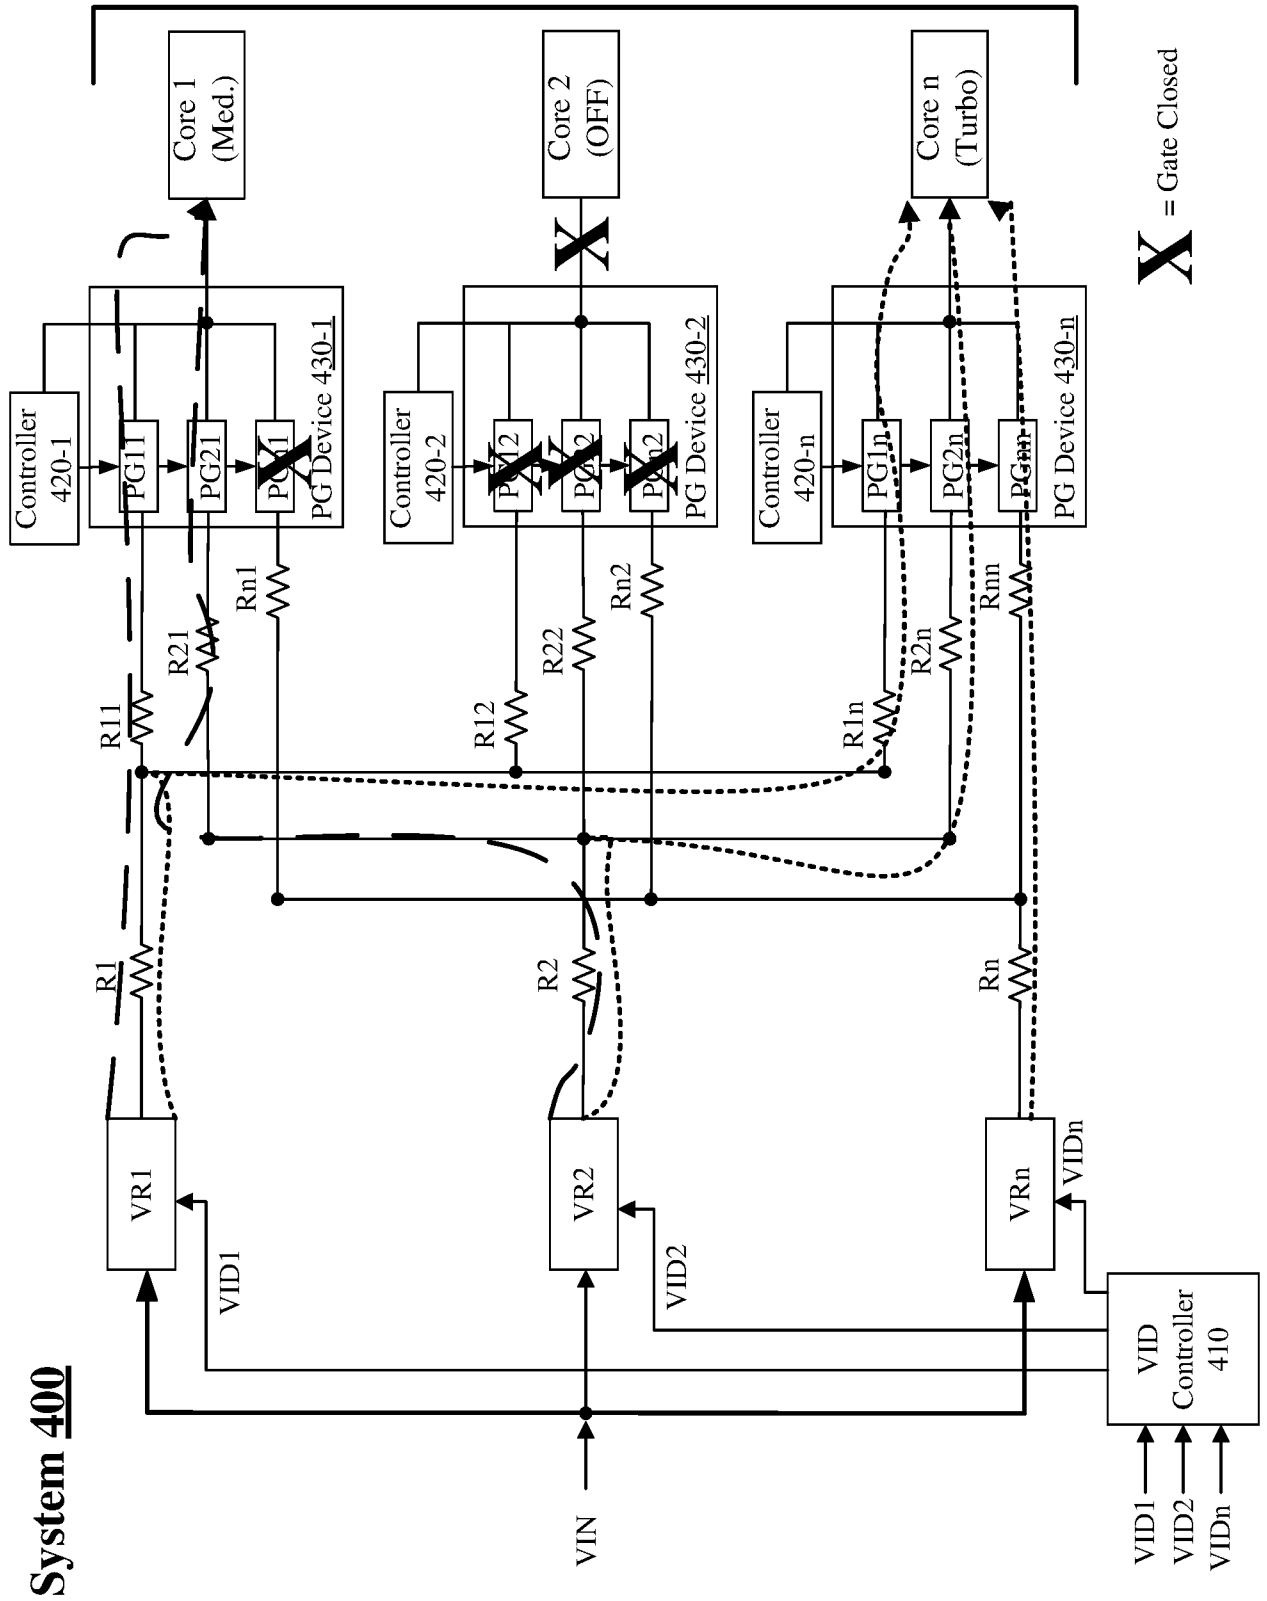 System 400
Controller
420-1
R1
R11
PG11
Core 1
(Med.)
VR1
R21
PG21
VID1
Rn1
PGn1
PG Device 430-1
Controller
420-2
R12
PG12
R2
R22
Core 2
(OFF)
VIN
VR2
Rn2
PGn2
VID2
PG Device 430-2
Controller
420-n
R1n
PG1n
R2n
PG2n
Core n
(Turbo)
Rn
Rnn
PGnn
VRn
VIDn
PG Device 430-n
VID
Controller
410
VID1
VID2
VIDn
X = Gate Closed